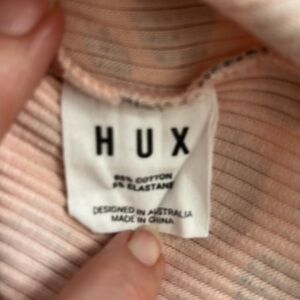 HUX
95% COTTON
5% ELASTANE
DESIGNED IN AUSTRALIA
MADE IN CHINA